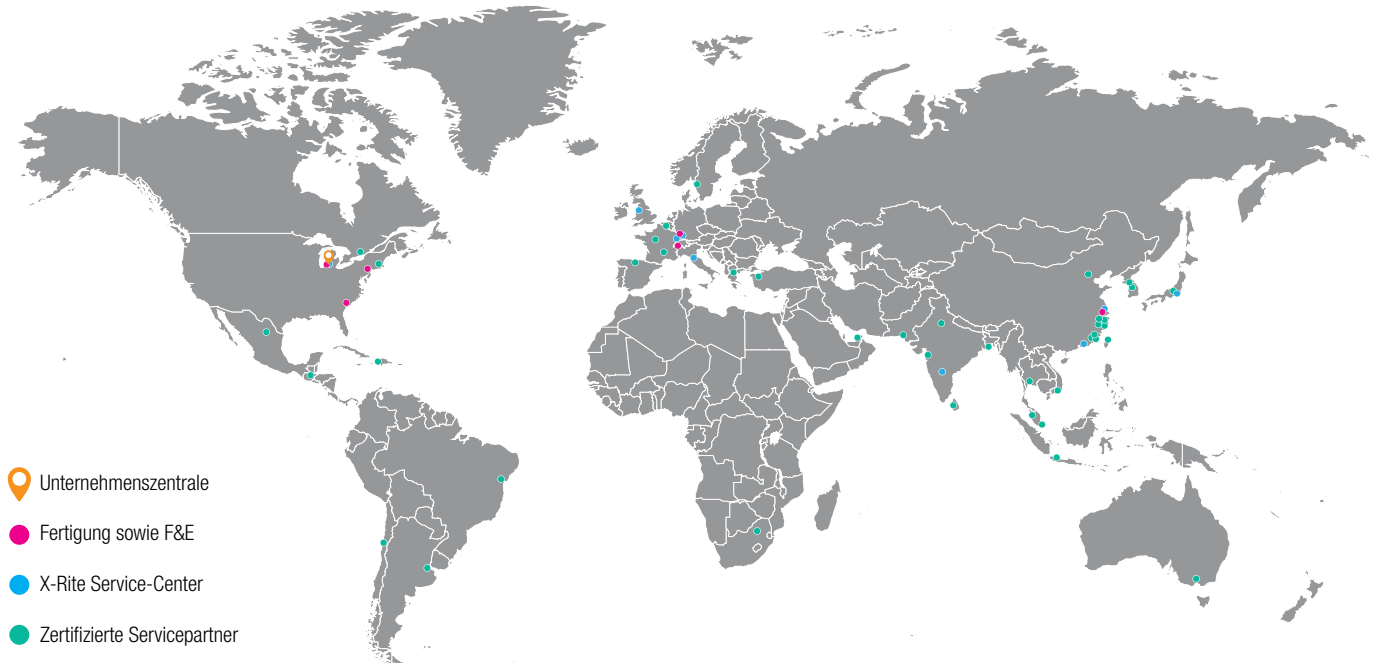 Unternehmenszentrale
Fertigung sowie F&E
X-Rite Service-Center
Zertifizierte Servicepartner